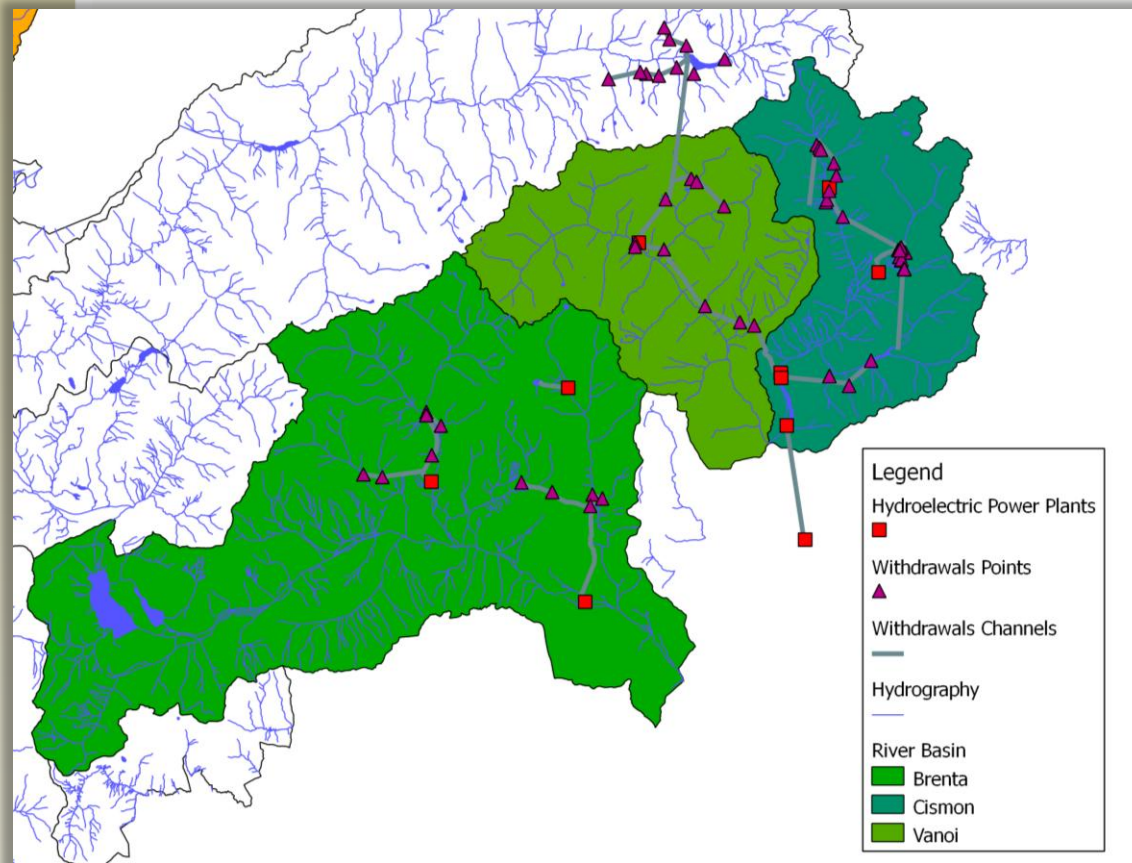 Legend
Hydroelectric Power Plants
Withdrawals Points
Withdrawals Channels
Hydrography
River Basin
Brenta
Cismon
Vanoi